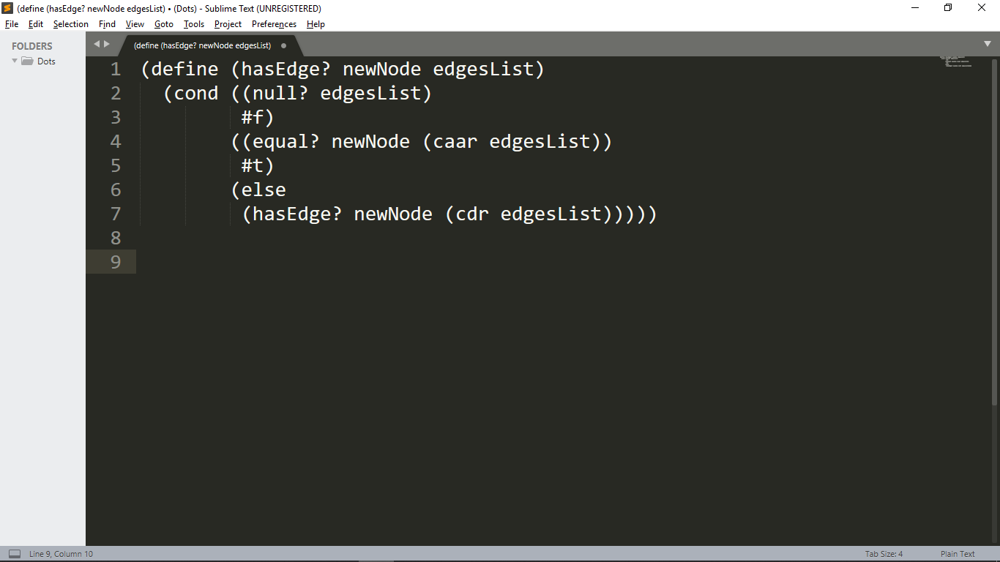 (define (hasEdge? newNode edgesList) • (Dots) - Sublime Text (UNREGISTERED)
File Edit Selection Find View Goto Tools Project Preferences Help
FOLDERS
Dots
(define (hasEdge? newNode edgesList)
1 (define (hasEdge? newNode edgesList)
2   (cond ((null? edgesList)
3          #f)
4         ((equal? newNode (caar edgesList))
5          #t)
6         (else
7          (hasEdge? newNode (cdr edgesList)))))
8
9
Line 9, Column 10
Tab Size: 4
Plain Text